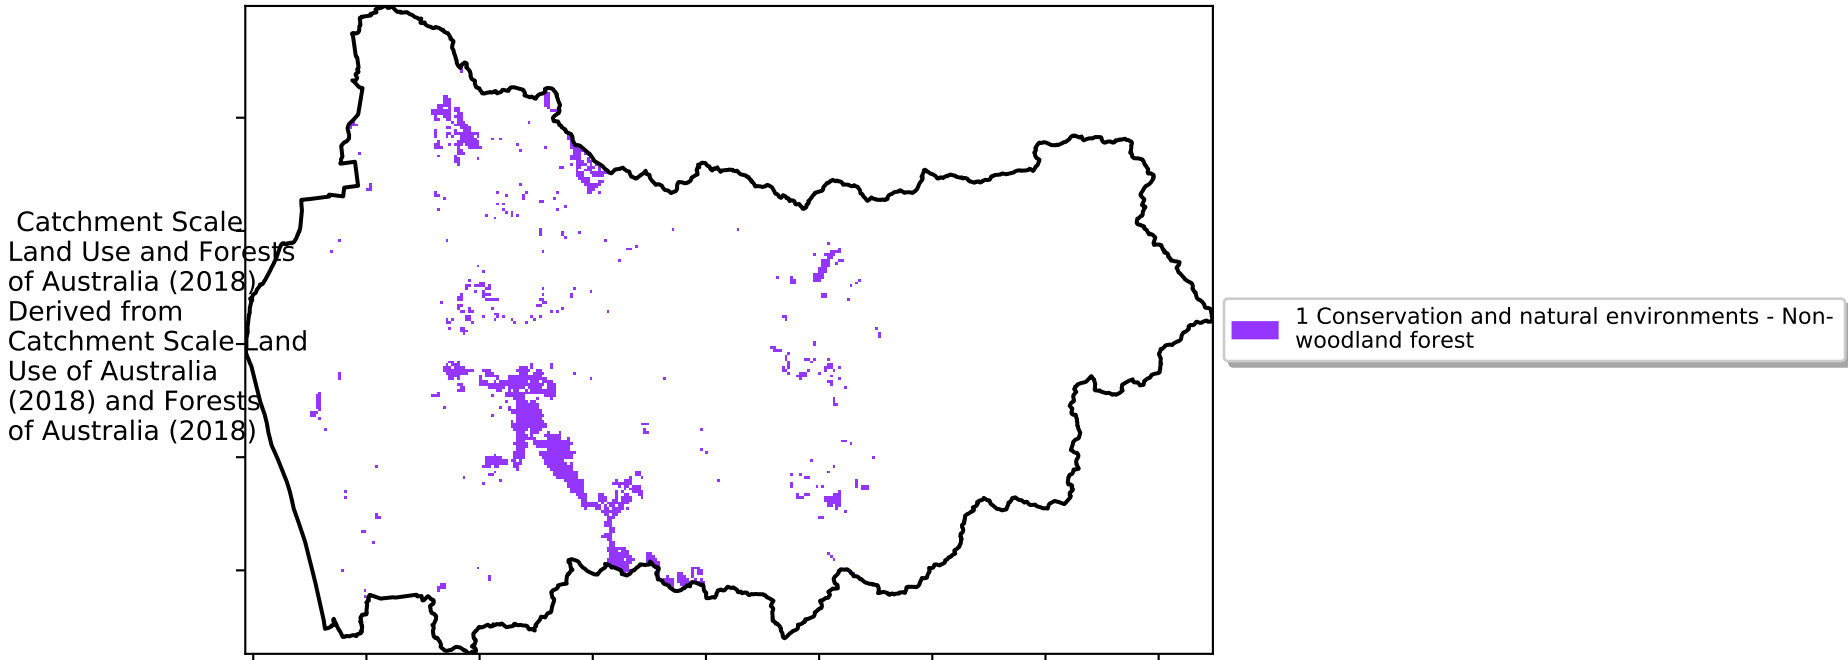 Catchment Scale
Land Use and Forests
of Australia (2018)
Derived from
Catchment Scale Land
Use of Australia
(2018) and Forests
of Australia (2018)
1 Conservation and natural environments - Non-
woodland forest